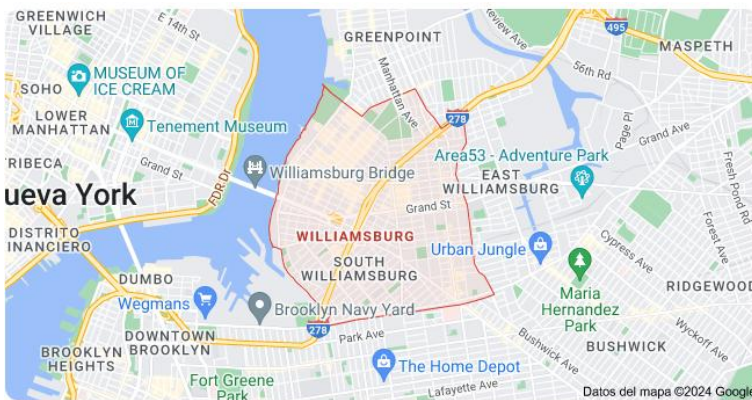 GREENWICH
VILLAGE
E 14th St
GREENPOINT
Review Ave
495
MASPETH
MUSEUM OF
ICE CREAM
Manhattan Ave
56th Rd
SOHO
LOWER
MANHATTAN
Tenement Museum
278
Page Pl
Grand Ave
TRIBECA
Grand St
FDR Dr
Williamsburg Bridge
Area53 - Adventure Park
EAST
WILLIAMSBURG
Fresh Pond Rd
ueva York
Grand St
Forest Ave
DISTRITO
FINANCIERO
WILLIAMSBURG
Urban Jungle
Cypress Ave
SOUTH
WILLIAMSBURG
DUMBO
Wegmans
Brooklyn Navy Yard
Maria
Hernandez
Park
RIDGEWOOD
278
Park Ave
Wyckoff Ave
DOWNTOWN
BROOKLYN
BROOKLYN
HEIGHTS
Bushwick Ave
BUSHWICK
The Home Depot
Fort Greene
Park
Lafayette Ave
Datos del mapa ©2024 Google